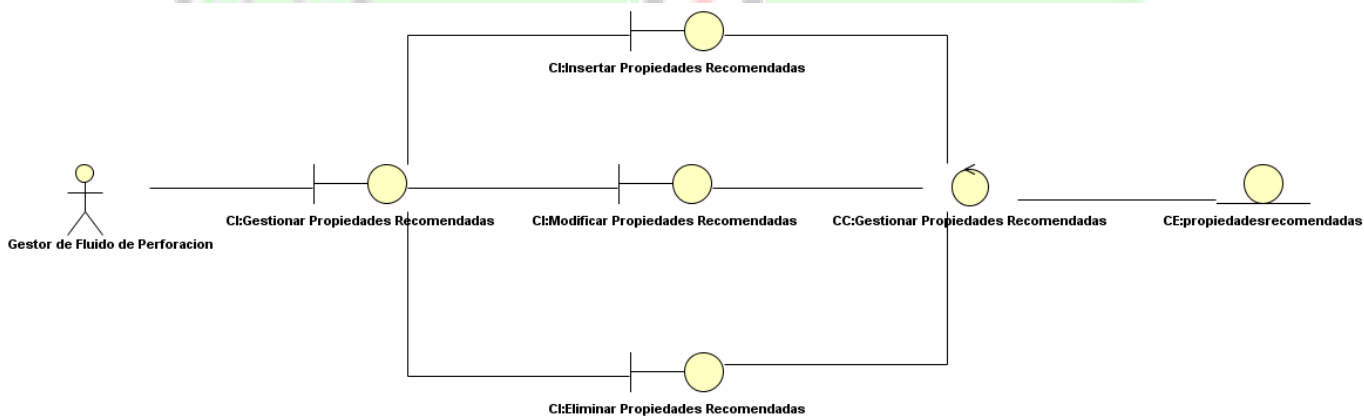 CI:Insertar Propiedades Recomendadas
Gestor de Fluido de Perforacion
CI:Gestionar Propiedades Recomendadas
CI:Modificar Propiedades Recomendadas
CC:Gestionar Propiedades Recomendadas
CE:propiedadesrecomendadas
CI:Eliminar Propiedades Recomendadas